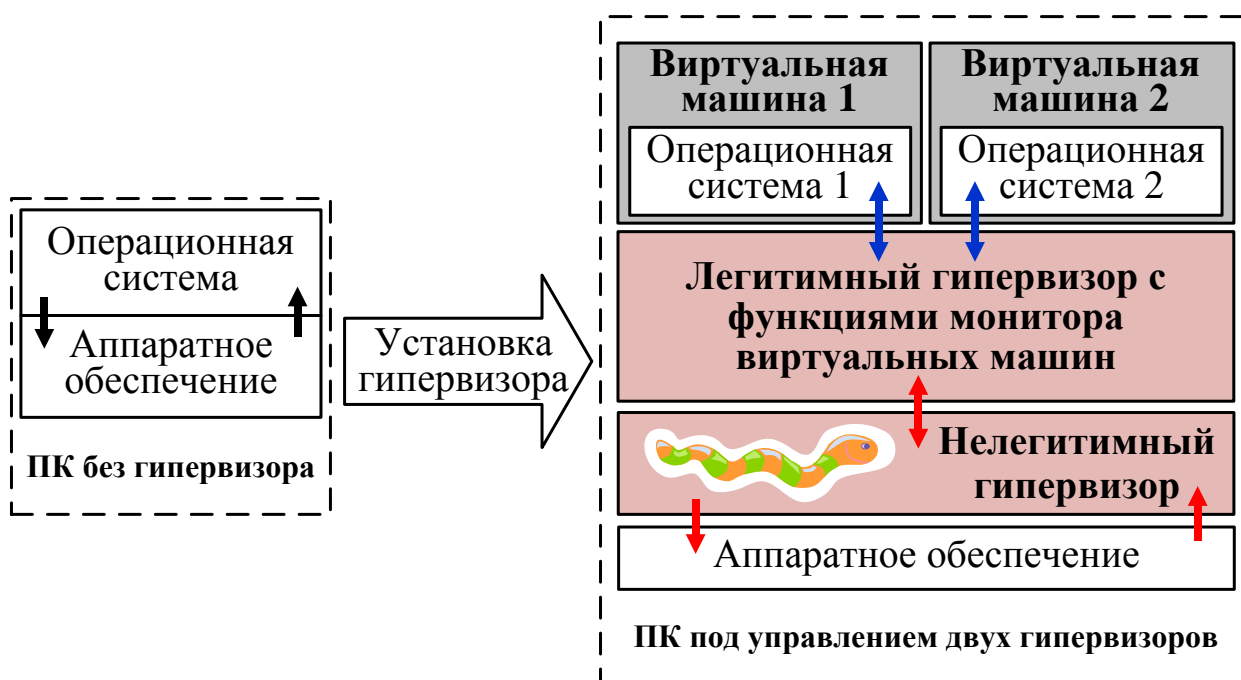 Операционная
система
Аппаратное
обеспечение
ПК без гипервизора
Установка
гипервизора
Виртуальная
машина 1
Операционная
система 1
Виртуальная
машина 2
Операционная
система 2
Легитимный гипервизор с
функциями монитора
виртуальных машин
Нелегитимный
гипервизор
Аппаратное обеспечение
ПК под управлением двух гипервизоров